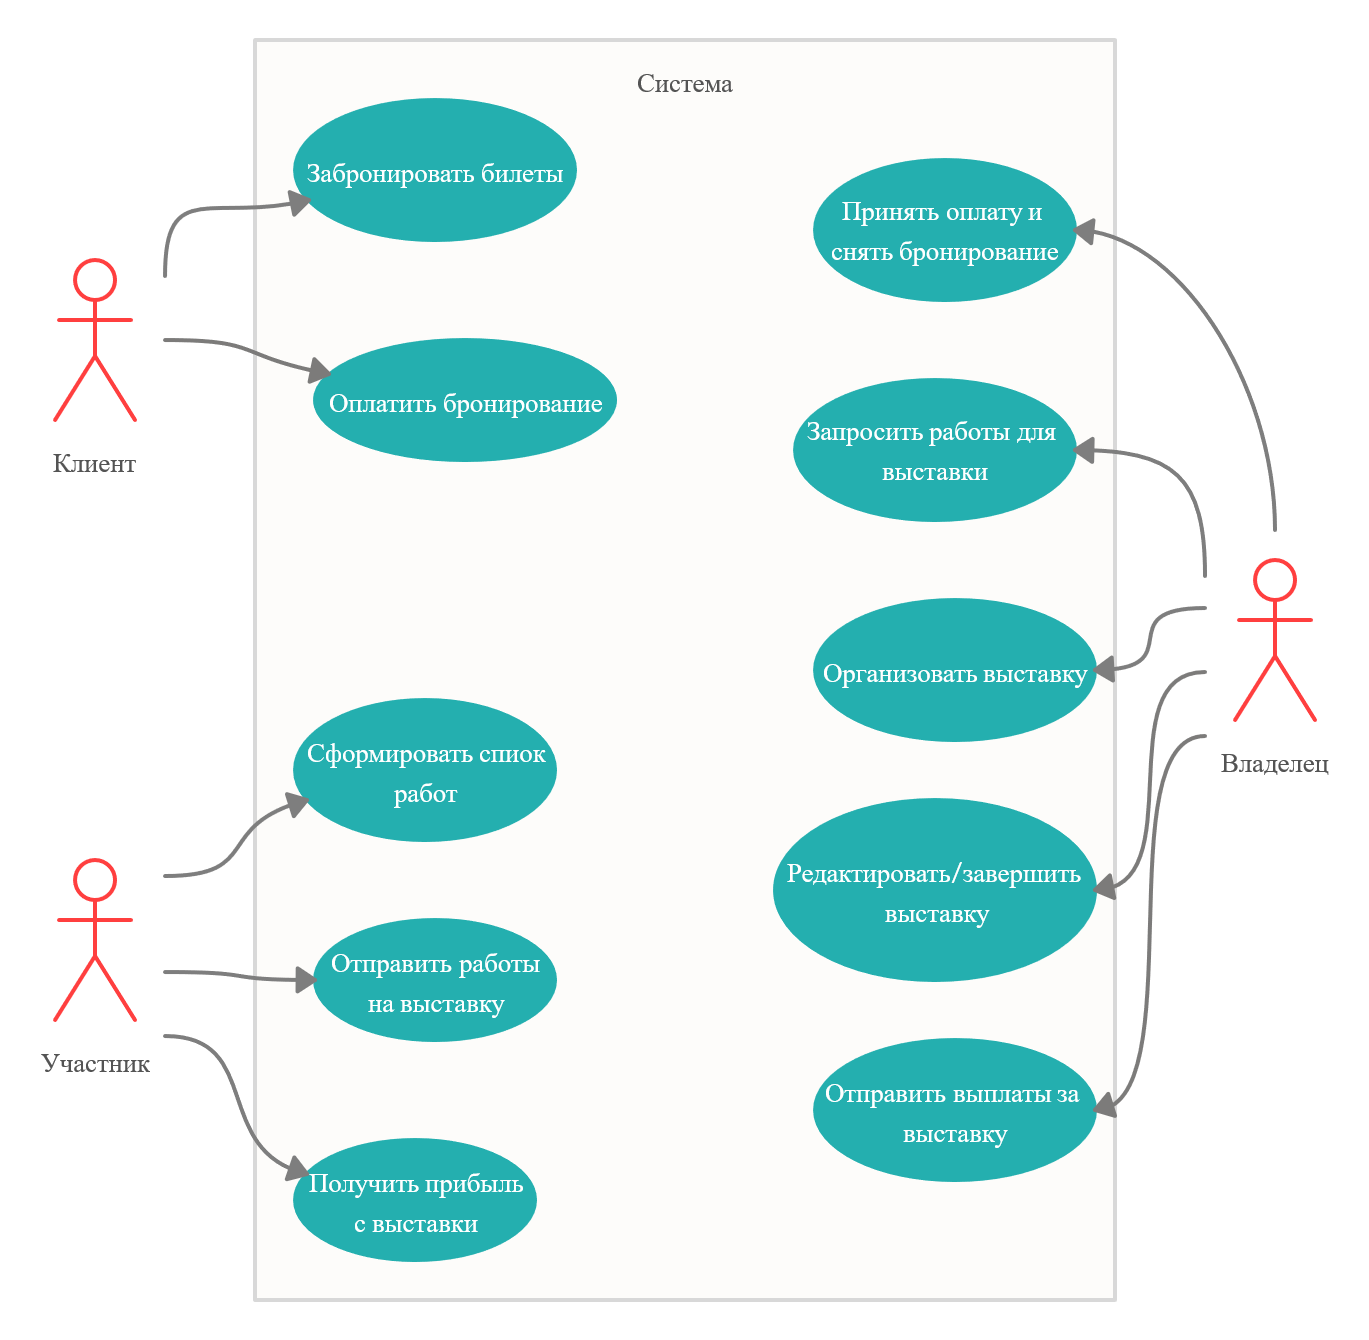 Система
Забронировать билеты
Принять оплату и
снять бронирование
Оплатить бронирование
Клиент
Запросить работы для
выставки
Организовать выставку
Владелец
Сформировать спиок
работ
Редактировать/завершить
выставку
Отправить работы
на выставку
Участник
Отправить выплаты за
выставку
Получить прибыль
с выставки